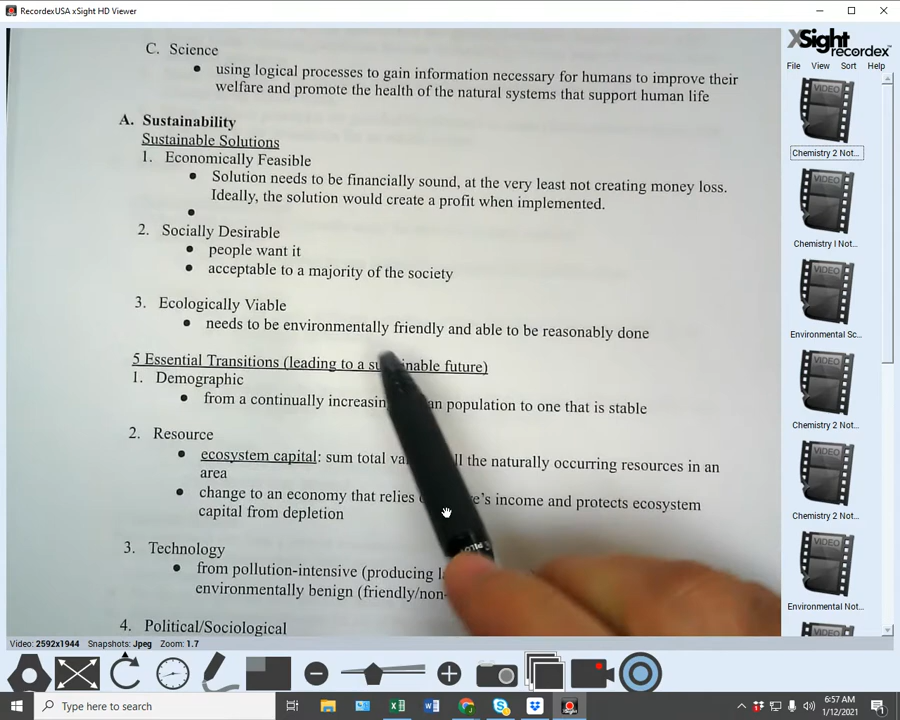 RecordexUSA xSight HD Viewer
C. Science
• using logical processes to gain information necessary for humans to improve their
welfare and promote the health of the natural systems that support human life
A. Sustainability
Sustainable Solutions
1. Economically Feasible
• Solution needs to be financially sound, at the very least not creating money loss.
Ideally, the solution would create a profit when implemented.
•
2. Socially Desirable
• people want it
• acceptable to a majority of the society
3. Ecologically Viable
• needs to be environmentally friendly and able to be reasonably done
5 Essential Transitions (leading to a future)
1. Demographic
• from a continually population to one that is stable
2. Resource
• ecosystem capital: sum total the naturally occurring resources in an
area
• change to an economy that relies income and protects ecosystem
capital from depletion
3. Technology
• from pollution-intensive (producing
environmentally benign (friendly/non-
4. Political/Sociological
XSight
recordex
File View Sort Help
VIDEO
Chemistry 2 Not...
VIDEO
Chemistry I Not...
VIDEO
Environmental Sc...
VIDEO
Chemistry 2 Not...
VIDEO
Chemistry 2 Not...
VIDEO
Environmental Not...
VIDEO
Video: 2592x1944 Snapshots: Jpeg Zoom: 1.7
Type here to search
6:57 AM
1/12/2021